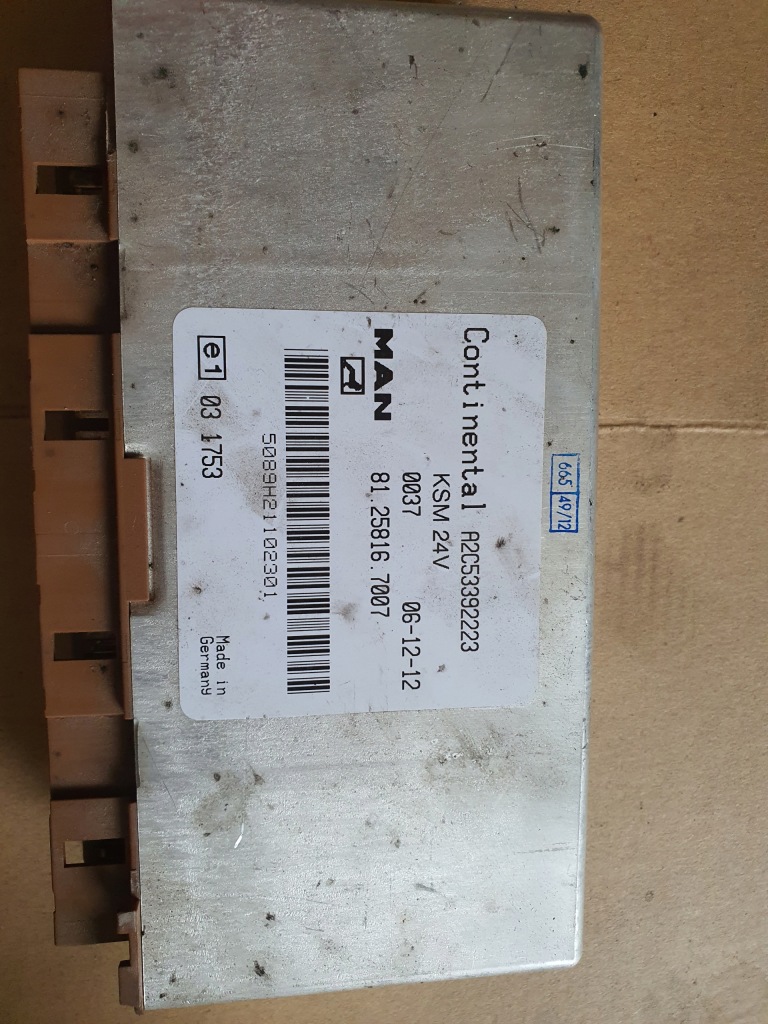 Continental A2C53392223
KSM 24V
0037 06-12-12
MAN
81.25816.7007
5089H21102301
e1 03 1753
Made in
Germany
665 49/12